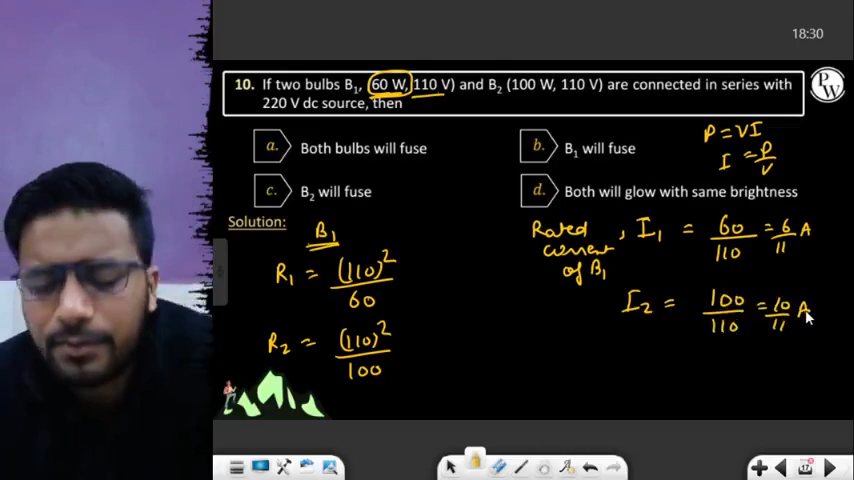 18:30
10. If two bulbs B₁, (60 W, 110 V) and B₂ (100 W, 110 V) are connected in series with
220 V dc source, then
P
W
a. Both bulbs will fuse
b. B₁ will fuse
c. B₂ will fuse
d. Both will glow with same brightness
P = VI
I = P/V
Solution:
B₁
R₁ = (110)²/60
R₂ = (110)²/100
Rated current of B₁, I₁ = 60/110 = 6/11 A
I₂ = 100/110 = 10/11 A
17